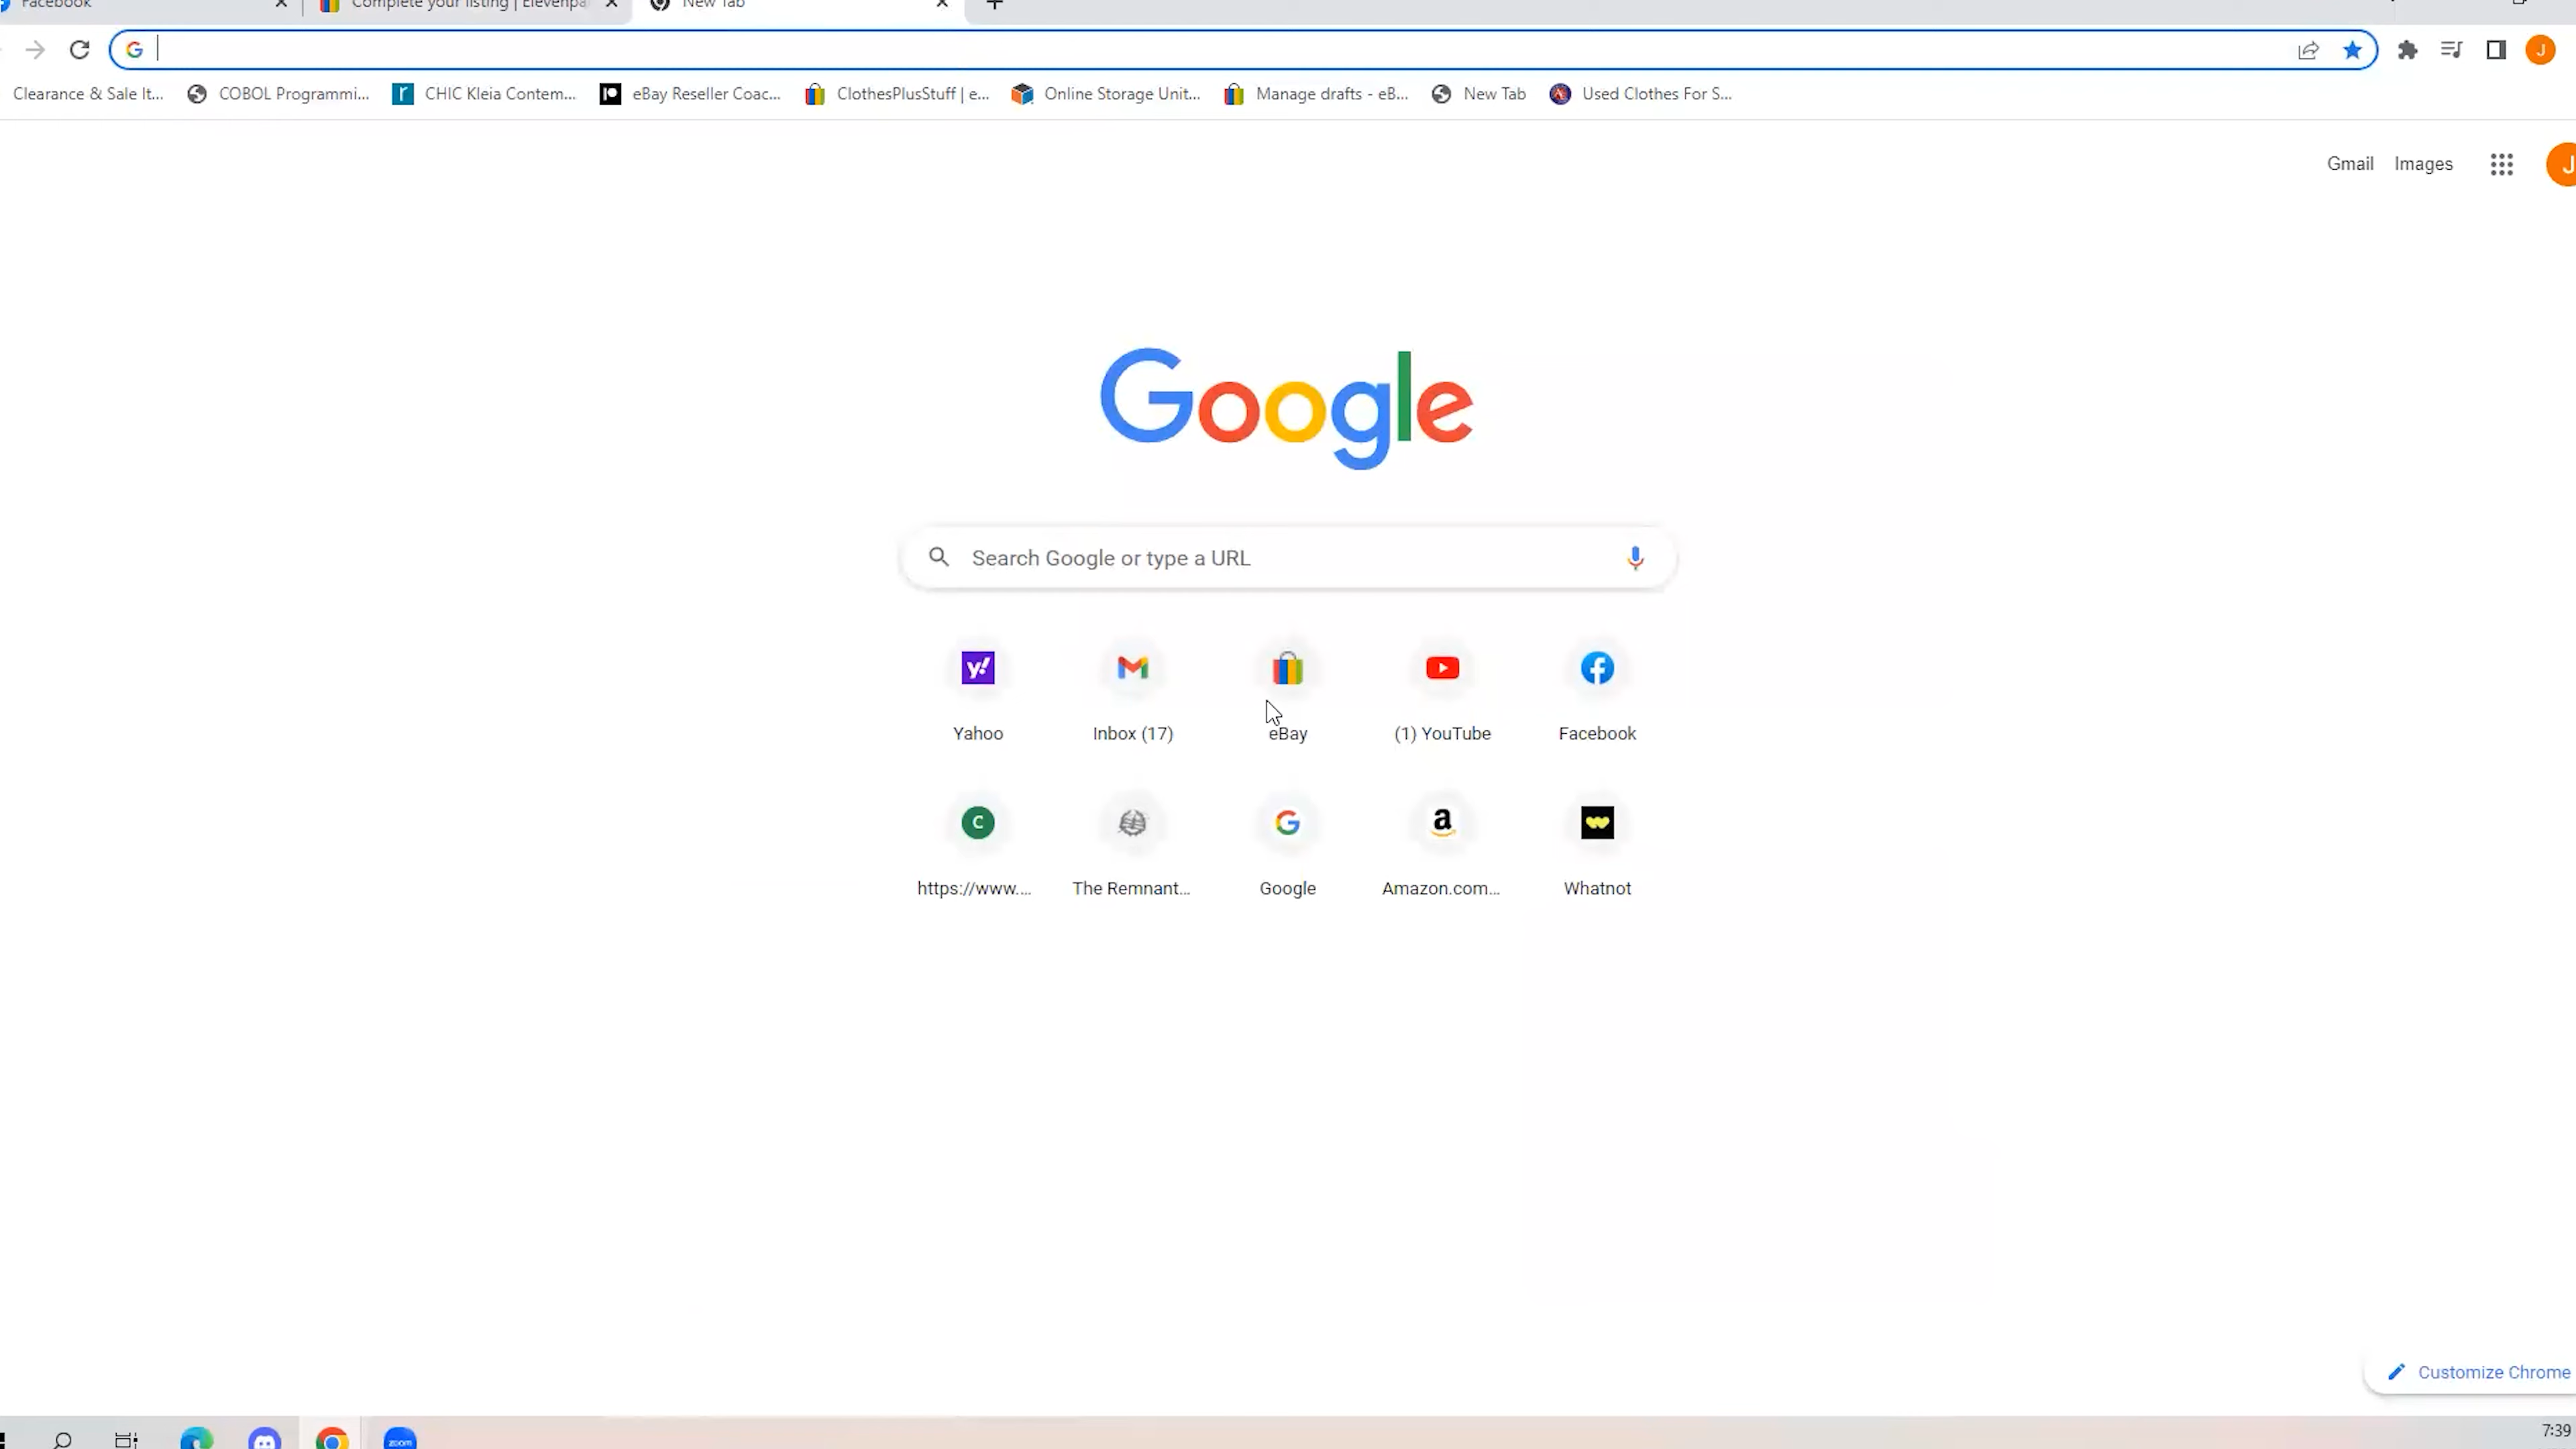 Facebook
Complete your listing | Elevenpa
New Tab
Clearance & Sale It...
COBOL Programmi...
CHIC Kleia Contem...
eBay Reseller Coac...
ClothesPlusStuff | e...
Online Storage Unit...
Manage drafts - eB...
New Tab
Used Clothes For S...
J
Gmail
Images
J
Google
Search Google or type a URL
Yahoo
Inbox (17)
eBay
(1) YouTube
Facebook
C
https://www....
The Remnant...
Google
a
Amazon.com...
Whatnot
Customize Chrome
zoom
7:39